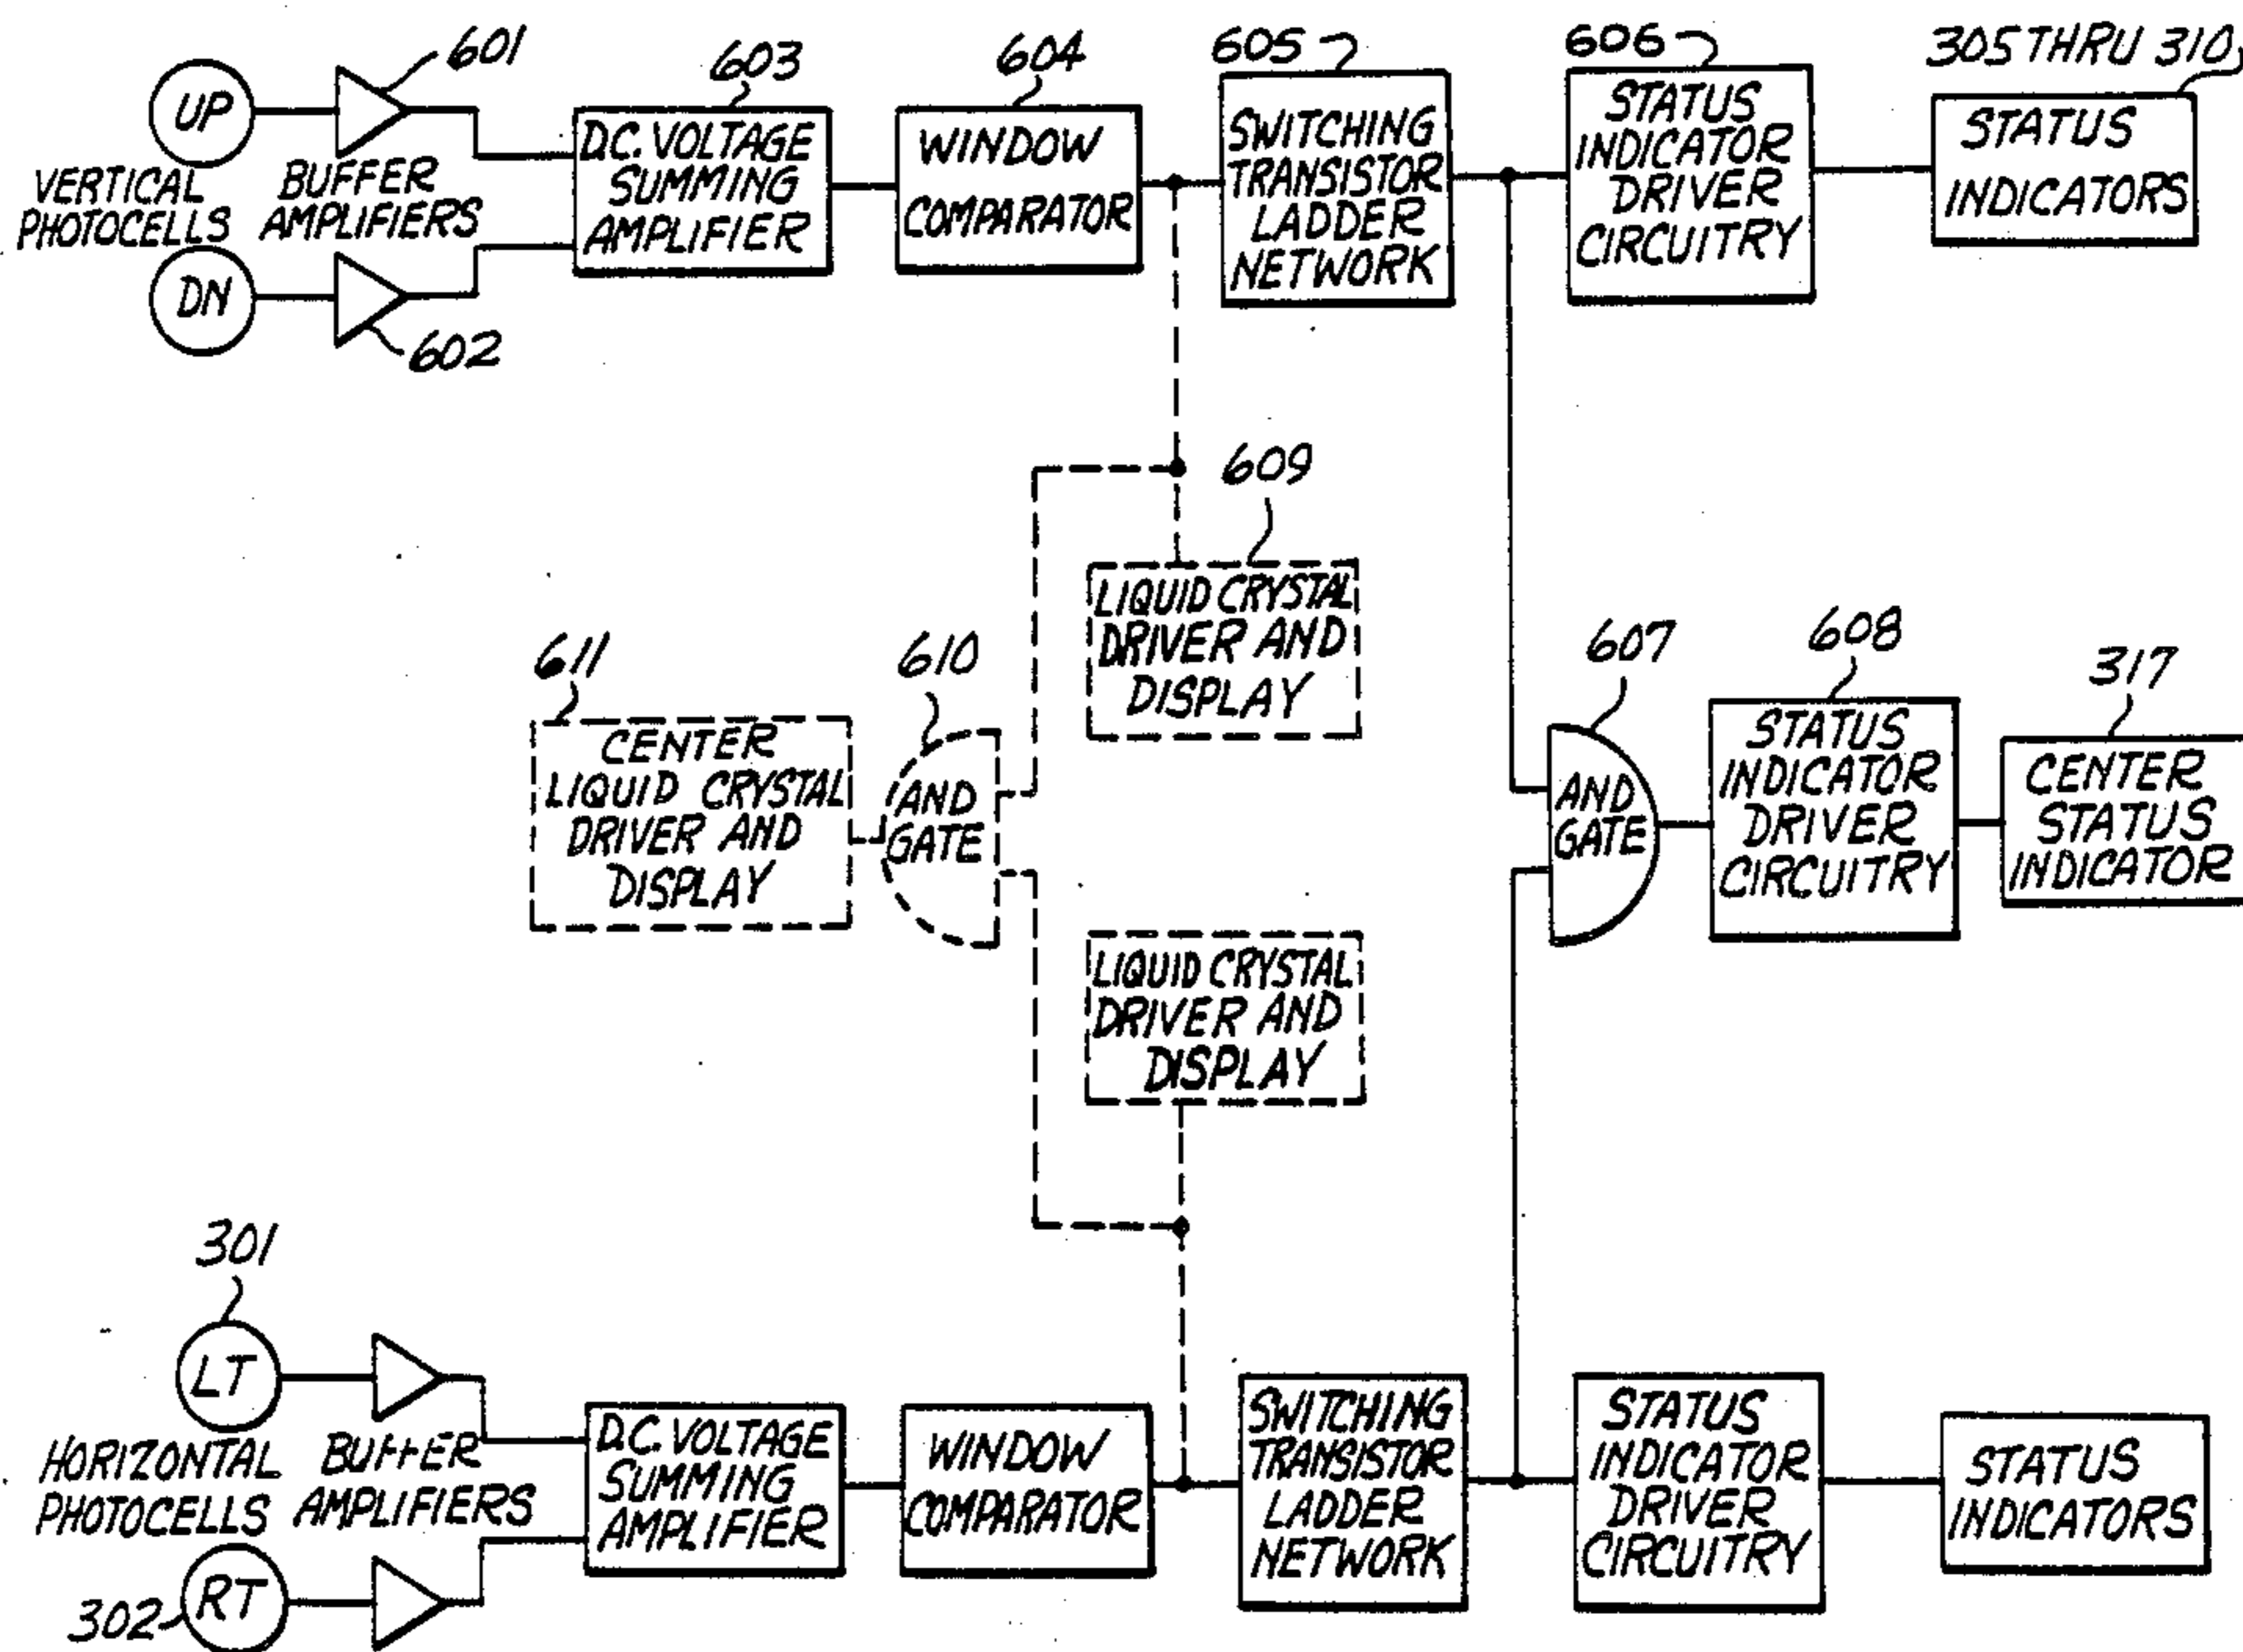 601
603
604
605
606
305 THRU 310
UP
VERTICAL
PHOTOCELLS
DN
BUFFER
AMPLIFIERS
602
D.C. VOLTAGE
SUMMING
AMPLIFIER
WINDOW
COMPARATOR
SWITCHING
TRANSISTOR
LADDER
NETWORK
STATUS
INDICATOR
DRIVER
CIRCUITRY
STATUS
INDICATORS
609
LIQUID CRYSTAL
DRIVER AND
DISPLAY
611
CENTER
LIQUID CRYSTAL
DRIVER AND
DISPLAY
610
AND
GATE
607
AND
GATE
608
STATUS
INDICATOR
DRIVER
CIRCUITRY
317
CENTER
STATUS
INDICATOR
LIQUID CRYSTAL
DRIVER AND
DISPLAY
301
LT
HORIZONTAL
PHOTOCELLS
302
RT
BUFFER
AMPLIFIERS
D.C. VOLTAGE
SUMMING
AMPLIFIER
WINDOW
COMPARATOR
SWITCHING
TRANSISTOR
LADDER
NETWORK
STATUS
INDICATOR
DRIVER
CIRCUITRY
STATUS
INDICATORS